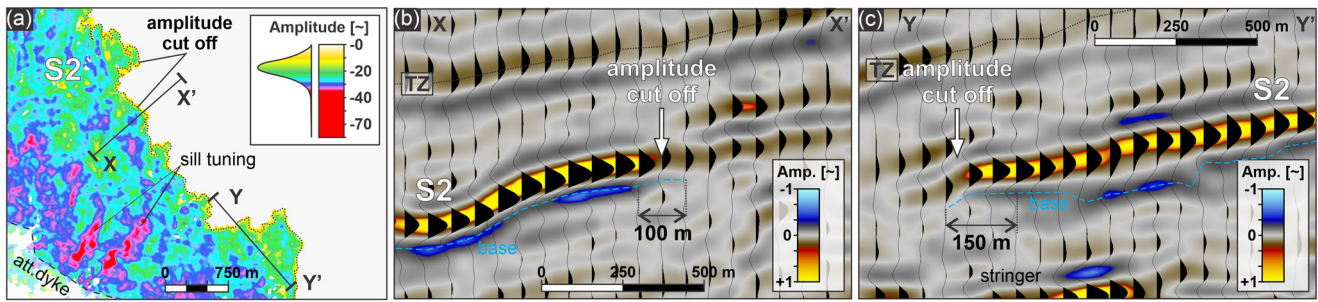 (a)
amplitude
cut off
S2
X'
X
sill tuning
Y
Y'
att.dyke
0
750 m
Amplitude [~]
-0
-20
-40
-60
-70
(b)
X
X'
TZ
amplitude
cut off
S2
base
100 m
0
250
500 m
Amp. [~]
-1
0
+1
(c)
Y
Y'
0
250
500 m
TZ
amplitude
cut off
S2
base
150 m
stringer
Amp. [~]
-1
0
+1